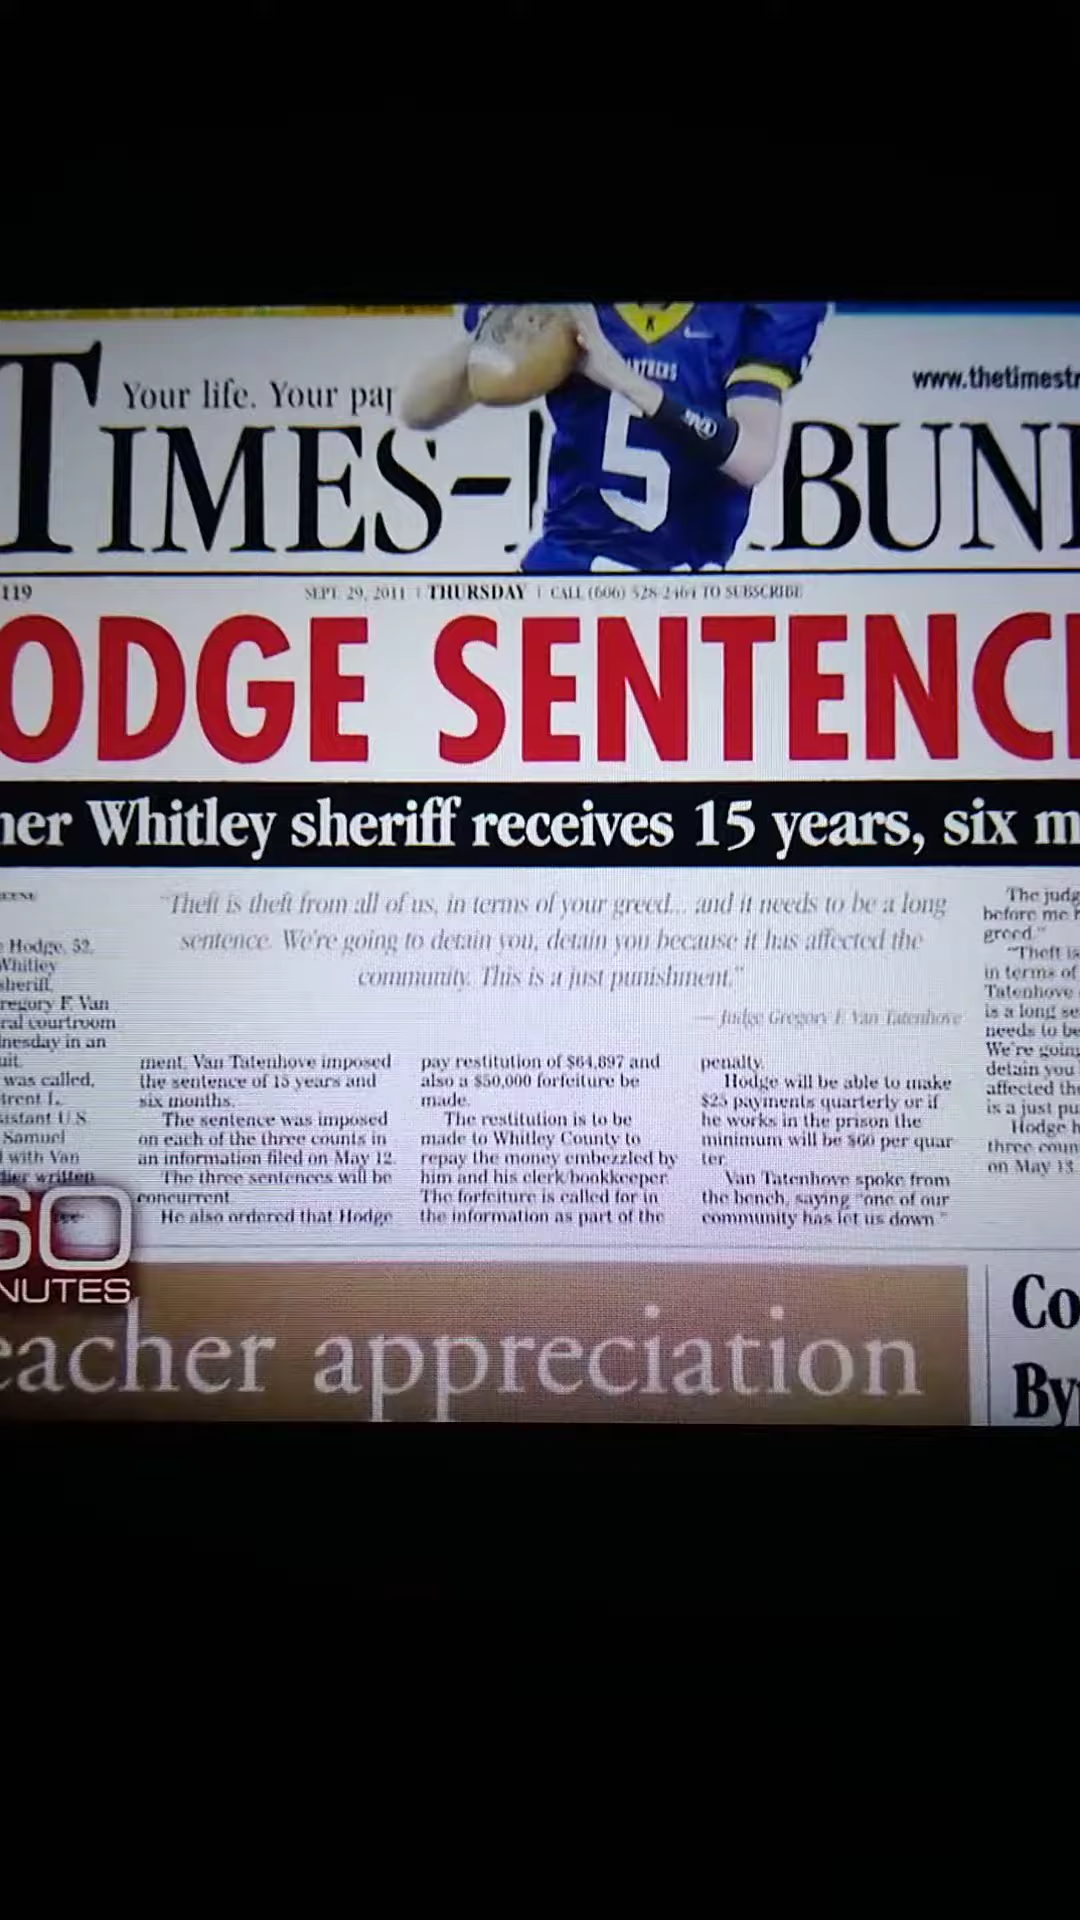 Your life. Your pap
www.thetimestr
TIMES-TRIBUN
K
5
119
SEPT. 29, 2011 | THURSDAY | CALL (606) 528-2464 TO SUBSCRIBE
ODGE SENTENC
her Whitley sheriff receives 15 years, six m
"Theft is theft from all of us, in terms of your greed... and it needs to be a long
sentence. We're going to detain you, detain you because it has affected the
community. This is a just punishment."
— Judge Gregory F. Van Tatenhove
Hodge, 52,
Whitley
sheriff,
regory F. Van
ral courtroom
nesday in an
uit.
was called,
trent I.
sistant U.S.
Samuel
with Van
lier written
ment, Van Tatenhove imposed
the sentence of 15 years and
six months.
The sentence was imposed
on each of the three counts in
an information filed on May 12.
The three sentences will be
concurrent.
He also ordered that Hodge
pay restitution of $64,897 and
also a $50,000 forfeiture be
made.
The restitution is to be
made to Whitley County to
repay the money embezzled by
him and his clerk/bookkeeper.
The forfeiture is called for in
the information as part of the
penalty.
Hodge will be able to make
$25 payments quarterly or if
he works in the prison the
minimum will be $60 per quar
ter.
Van Tatenhove spoke from
the bench, saying "one of our
community has let us down."
The judg
before me h
greed."
"Theft is
in terms of
Tatenhove
is a long se
needs to be
We're going
detain you
affected the
is a just pu
Hodge h
three coun
on May 13.
60
NUTES
eacher appreciation
Co
By